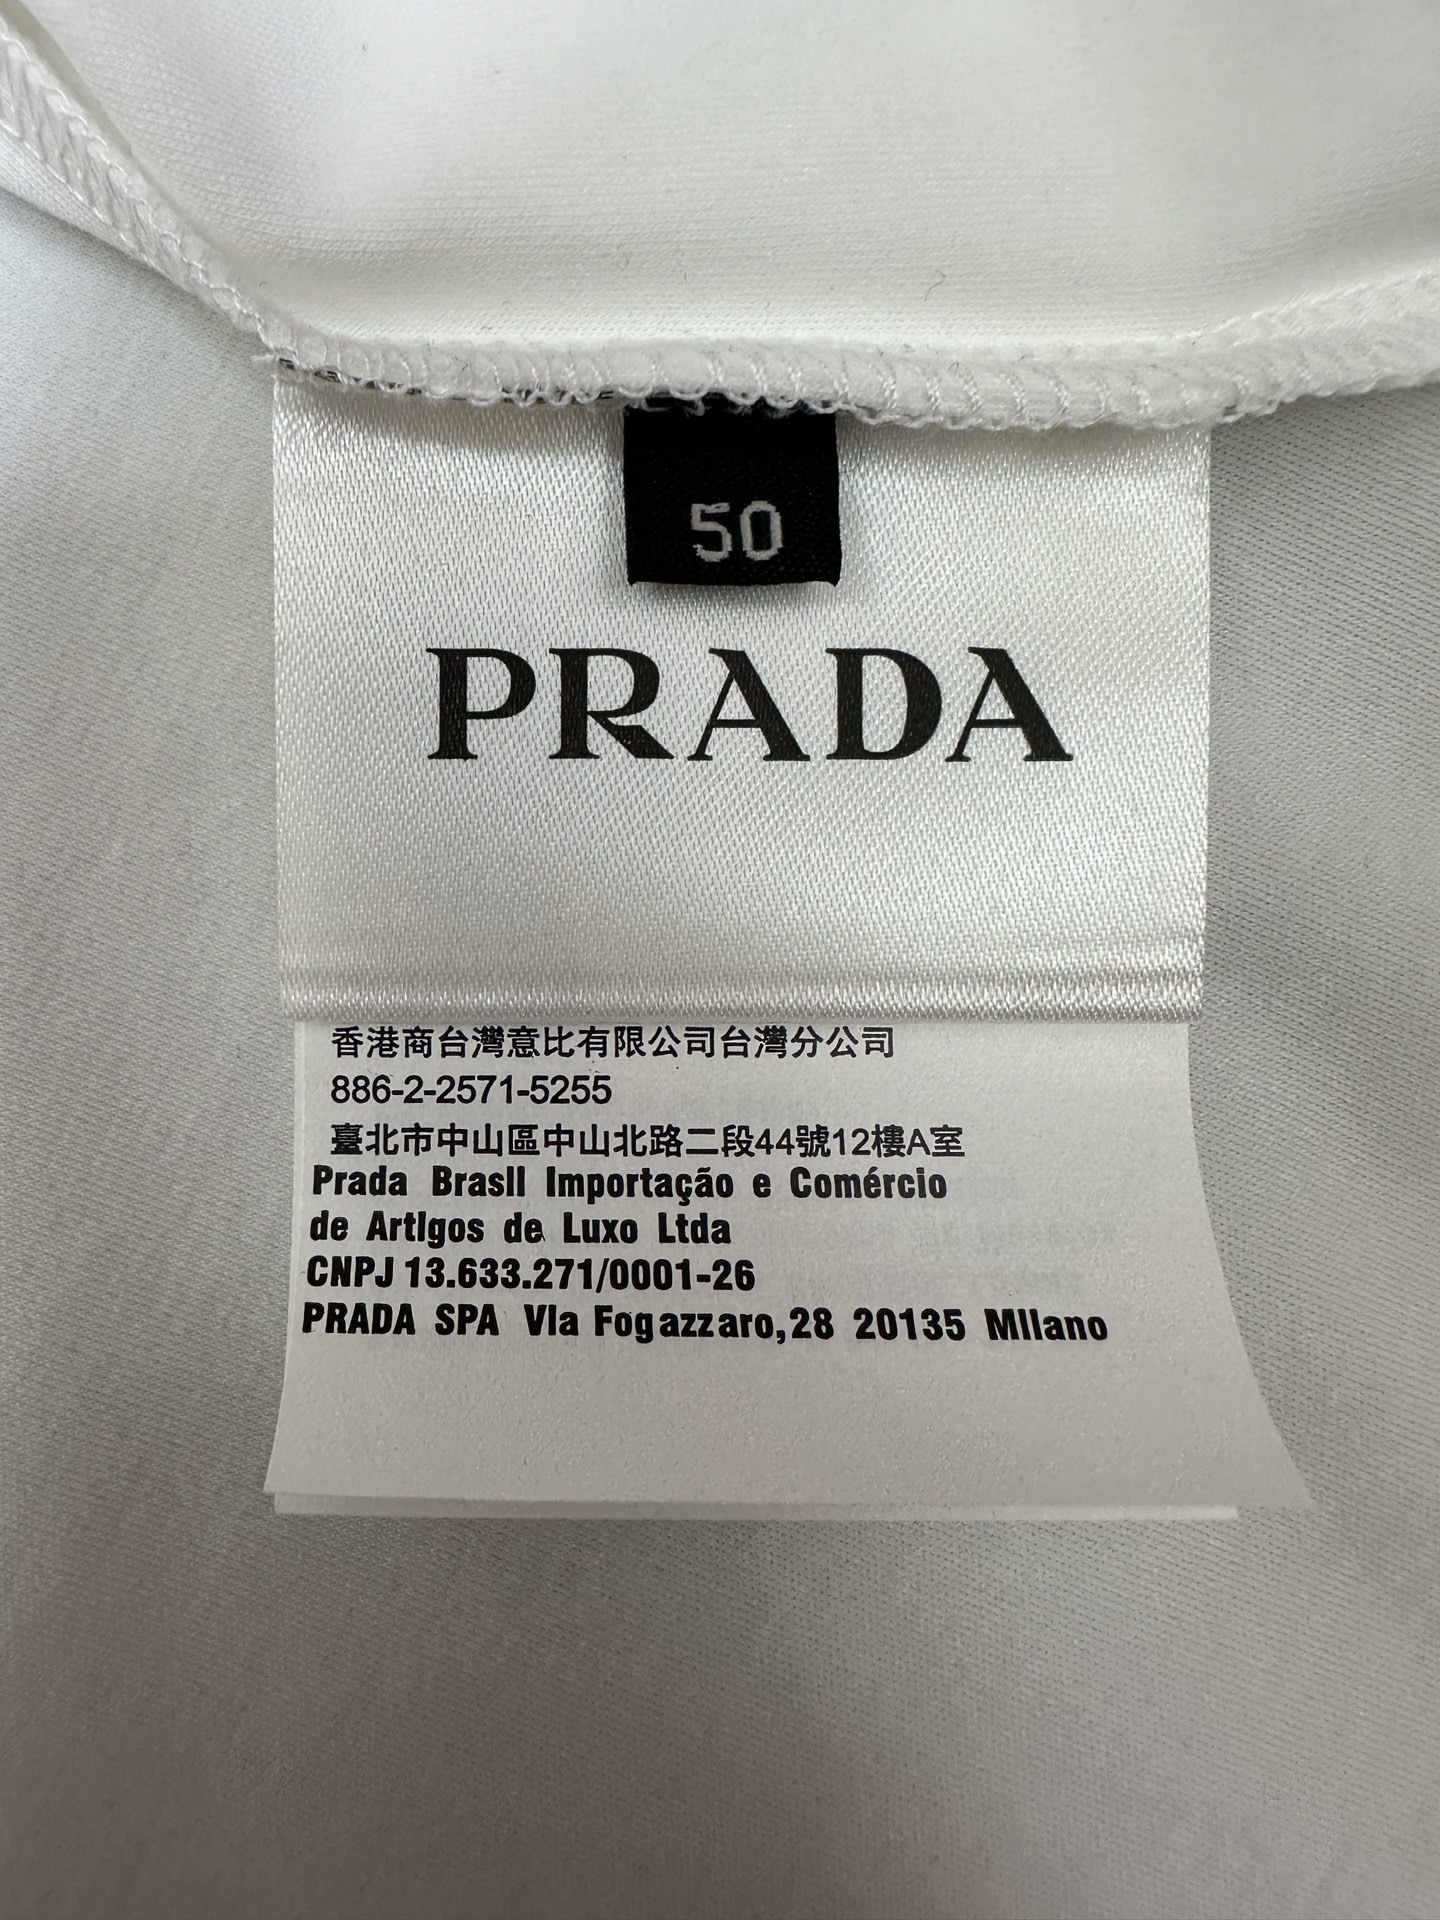 50
PRADA
香港商台灣意比有限公司台灣分公司
886-2-2571-5255
臺北市中山區中山北路二段44號12樓A室
Prada Brasll Importação e Comércio
de Artlgos de Luxo Ltda
CNPJ 13.633.271/0001-26
PRADA SPA Vla Fogazzaro,28 20135 Mllano